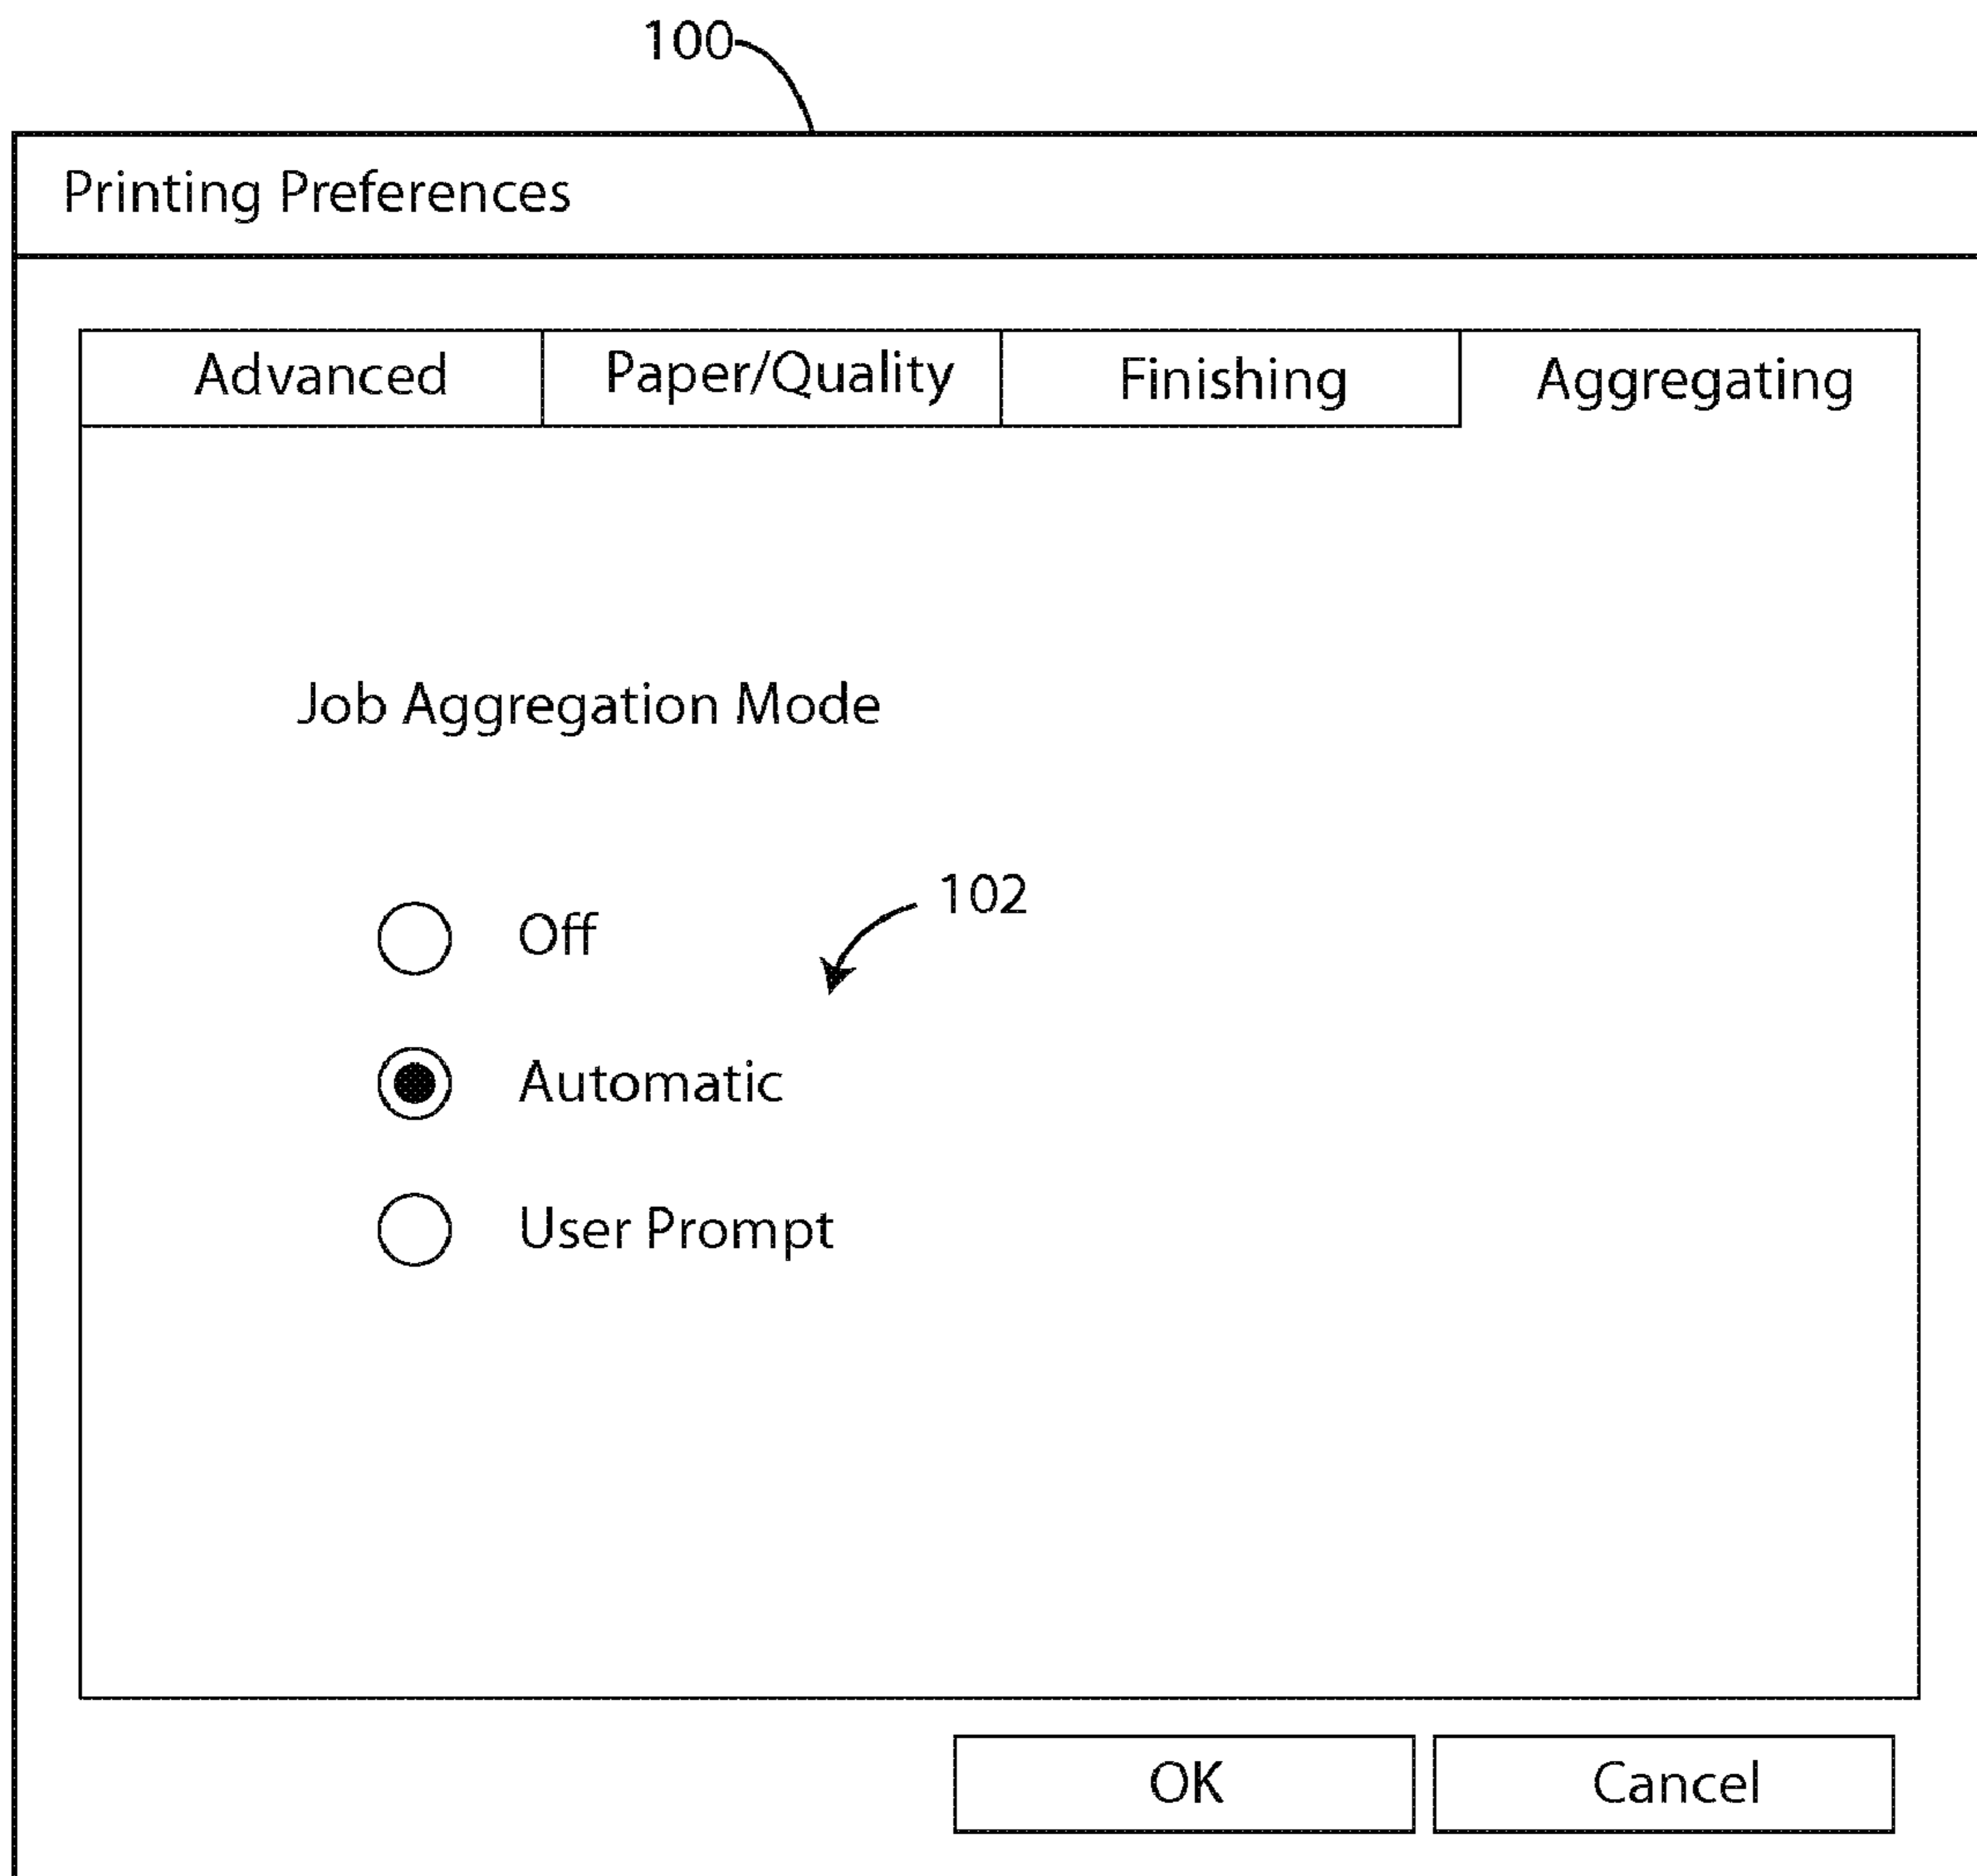 100
Printing Preferences
Advanced Paper/Quality Finishing Aggregating
Job Aggregation Mode
102
Off
Automatic
User Prompt
OK Cancel